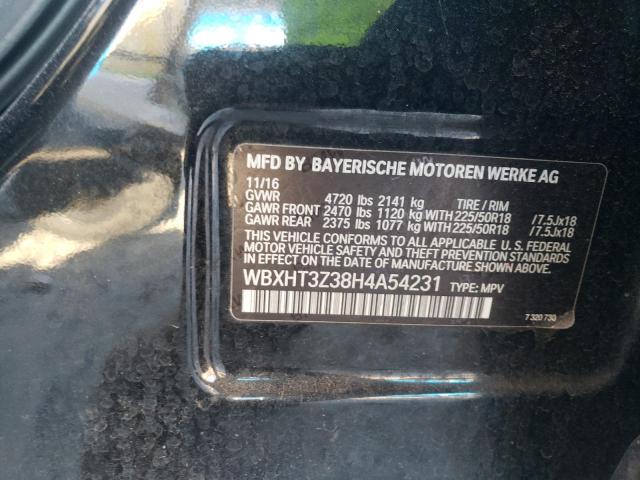 MFD BY BAYERISCHE MOTOREN WERKE AG
11/16
GVWR 4720 lbs 2141 kg TIRE / RIM
GAWR FRONT 2470 lbs 1120 kg WITH 225/50R18 /7.5Jx18
GAWR REAR 2375 lbs 1077 kg WITH 225/50R18 /7.5Jx18
THIS VEHICLE CONFORMS TO ALL APPLICABLE U.S. FEDERAL
MOTOR VEHICLE SAFETY AND THEFT PREVENTION STANDARDS
IN EFFECT ON THE DATE OF MANUFACTURE SHOWN ABOVE.
WBXHT3Z38H4A54231 TYPE: MPV
7 320 730